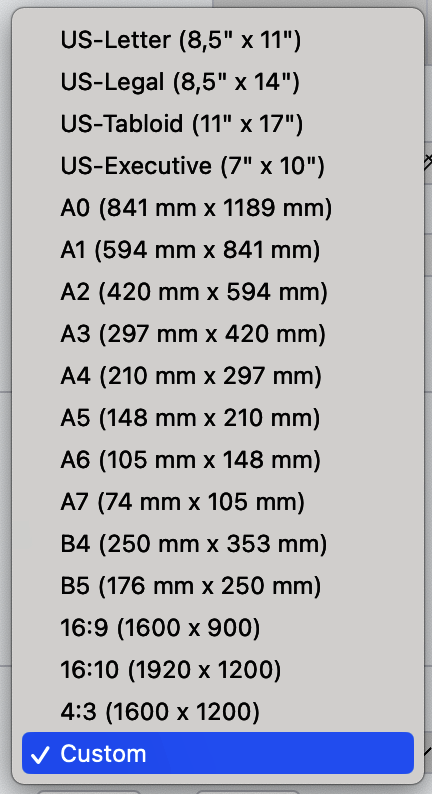 US-Letter (8,5" x 11")
US-Legal (8,5" x 14")
US-Tabloid (11" x 17")
US-Executive (7" x 10")
A0 (841 mm x 1189 mm)
A1 (594 mm x 841 mm)
A2 (420 mm x 594 mm)
A3 (297 mm x 420 mm)
A4 (210 mm x 297 mm)
A5 (148 mm x 210 mm)
A6 (105 mm x 148 mm)
A7 (74 mm x 105 mm)
B4 (250 mm x 353 mm)
B5 (176 mm x 250 mm)
16:9 (1600 x 900)
16:10 (1920 x 1200)
4:3 (1600 x 1200)
✓ Custom